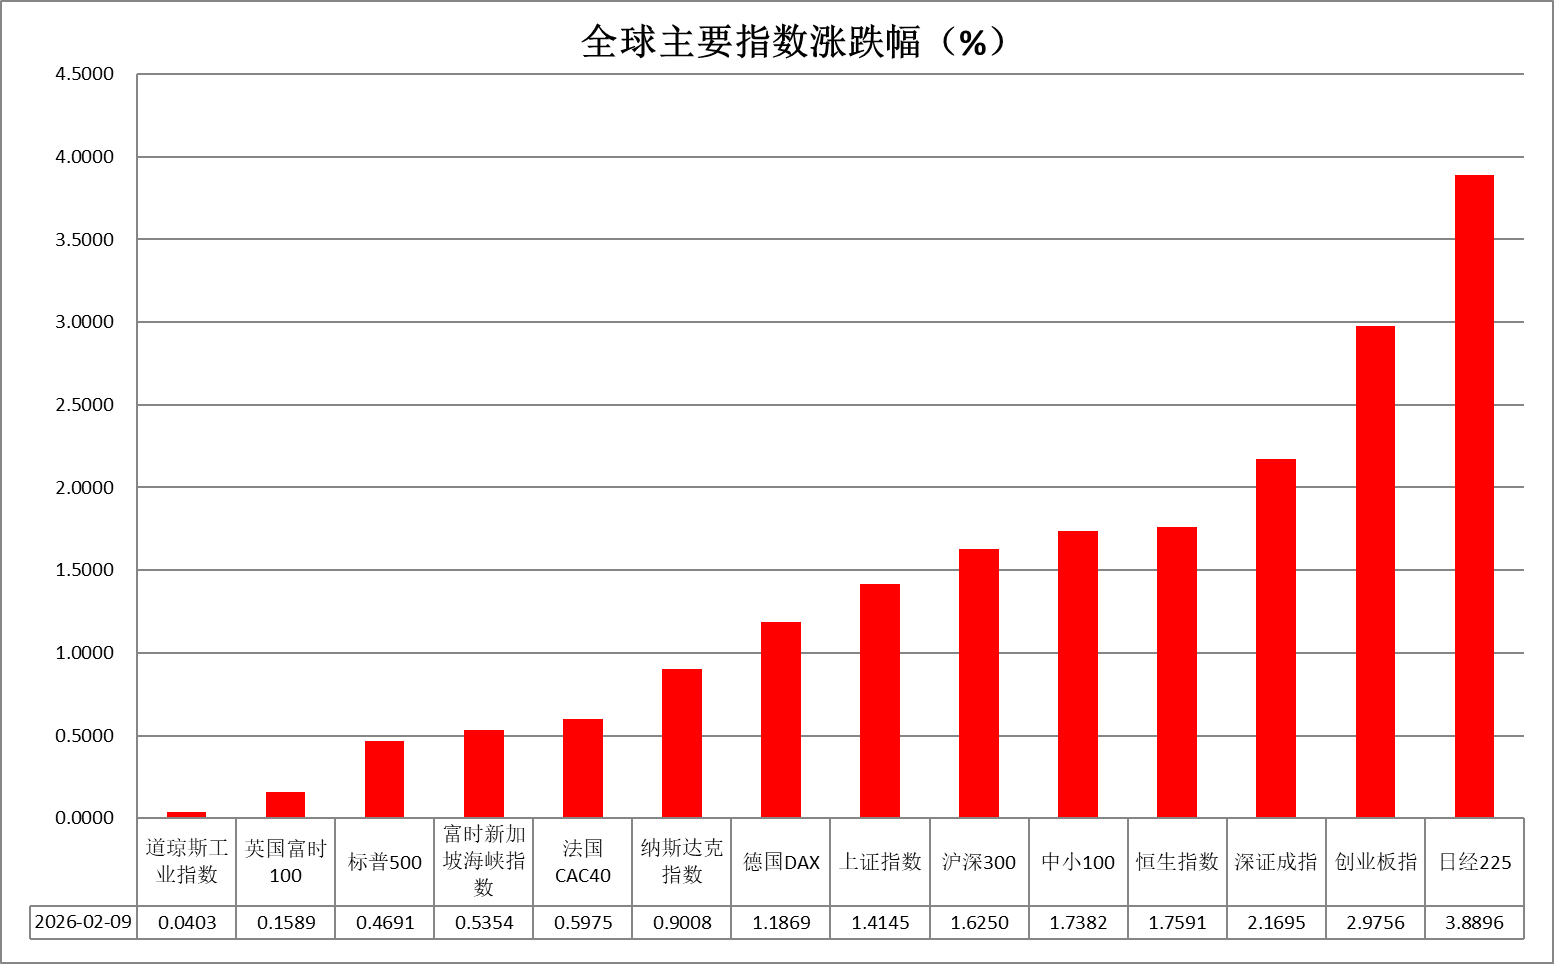 全球主要指数涨跌幅（%）
4.5000
4.0000
3.5000
3.0000
2.5000
2.0000
1.5000
1.0000
0.5000
0.0000
道琼斯工
业指数
英国富时
100
标普500
富时新加
坡海峡指
数
法国
CAC40
纳斯达克
指数
德国DAX
上证指数
沪深300
中小100
恒生指数
深证成指
创业板指
日经225
2026-02-09 0.0403 0.1589 0.4691 0.5354 0.5975 0.9008 1.1869 1.4145 1.6250 1.7382 1.7591 2.1695 2.9756 3.8896